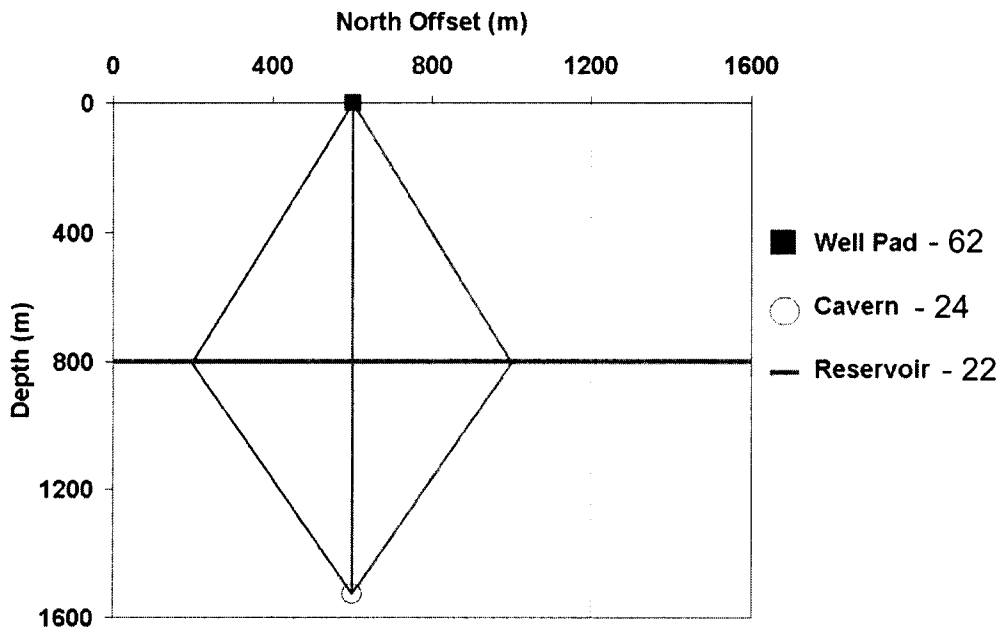 North Offset (m)
0 400 800 1200 1600
0
400
800
1200
1600
Depth (m)
Well Pad - 62
Cavern - 24
Reservoir - 22